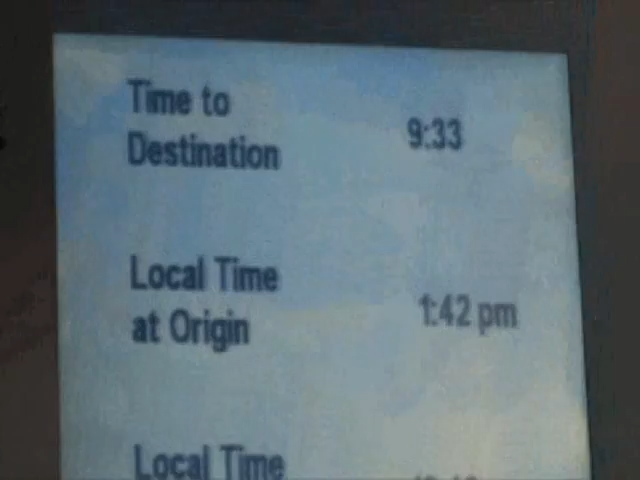 Time to
Destination
9:33
Local Time
at Origin
1:42 pm
Local Time